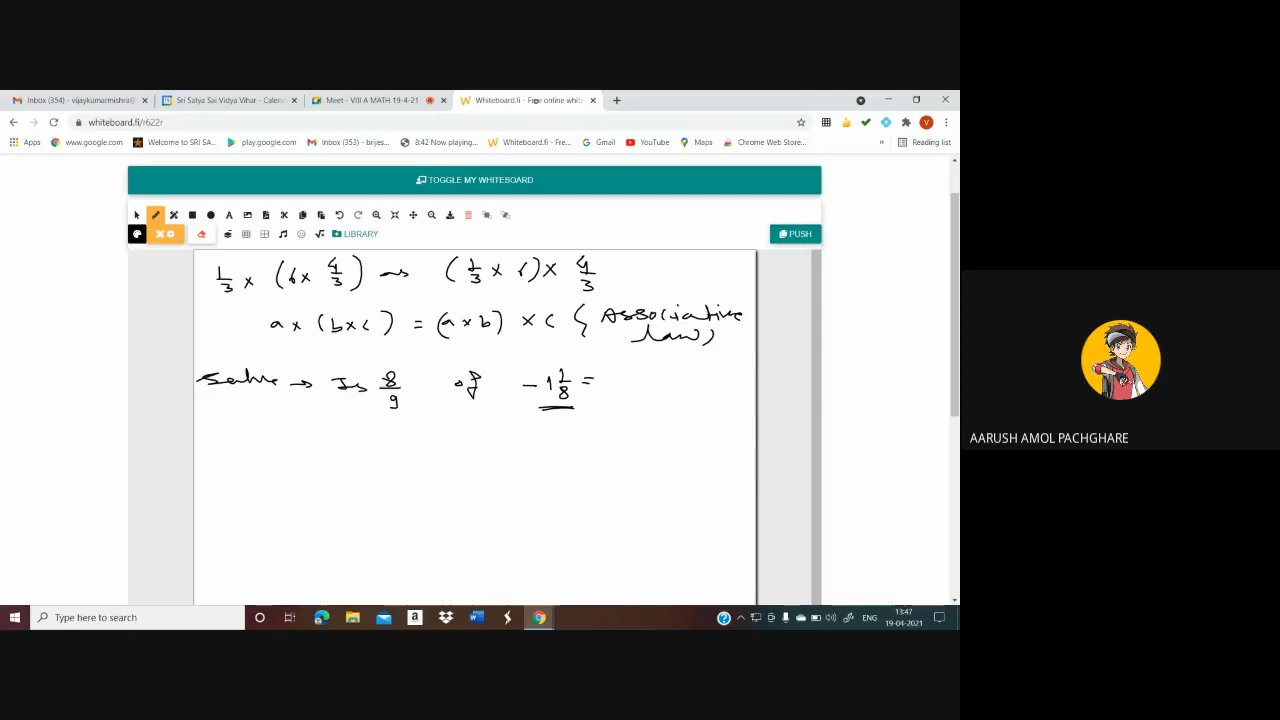 Inbox (354) - vijaykumarmishra@
Sri Satya Sai Vidya Vihar - Calen
Meet - VIII A MATH 19-4-21
Whiteboard.fi - Free online white
whiteboard.fi/r622r
Apps www.google.com Welcome to SRI SA... play.google.com Inbox (353) - brijes... 8:42 Now playing... Whiteboard.fi - Fre... Gmail YouTube Maps Chrome Web Store... » Reading list
TOGGLE MY WHITEBOARD
LIBRARY
PUSH
1/3 × (6 × 4/3) as (1/3 × 6) × 4/3
a × (b × c) = (a × b) × c { Associative
law)
Solve → Is 8/9 of - 1 1/8 =
AARUSH AMOL PACHGHARE
Type here to search
ENG
13:47
19-04-2021